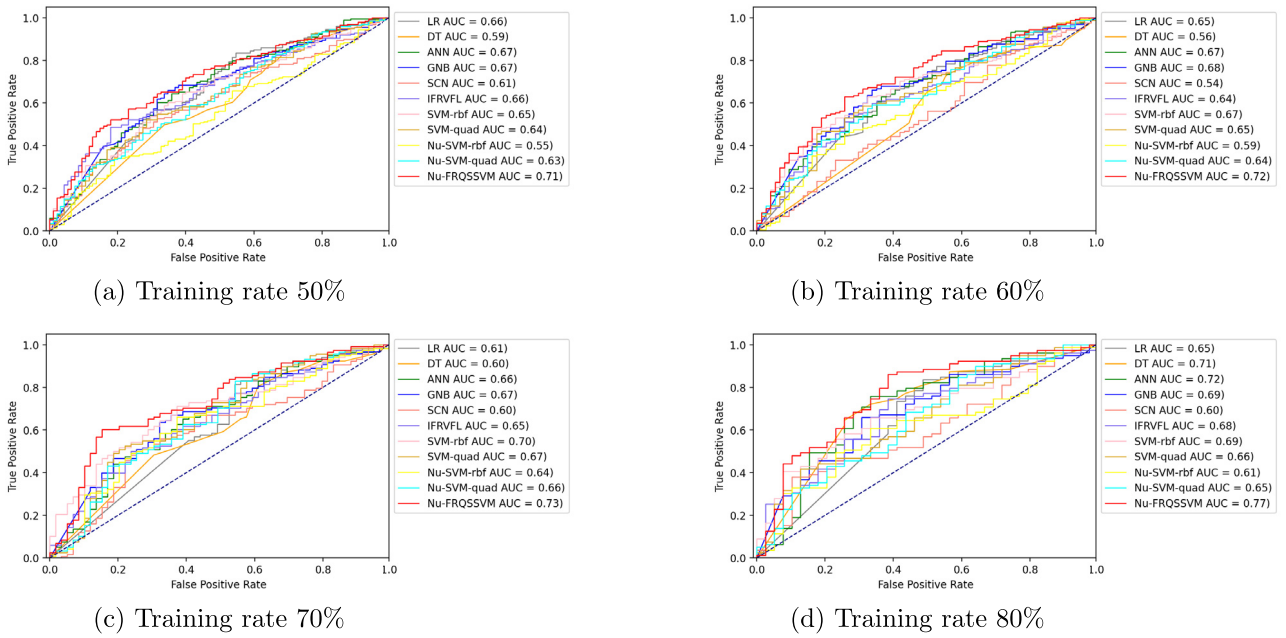 1.0
0.8
0.6
0.4
0.2
0.0
True Positive Rate
0.0 0.2 0.4 0.6 0.8 1.0
False Positive Rate
LR AUC = 0.66)
DT AUC = 0.59)
ANN AUC = 0.67)
GNB AUC = 0.67)
SCN AUC = 0.61)
IFRVFL AUC = 0.66)
SVM-rbf AUC = 0.65)
SVM-quad AUC = 0.64)
Nu-SVM-rbf AUC = 0.55)
Nu-SVM-quad AUC = 0.63)
Nu-FRQSSVM AUC = 0.71)
(a) Training rate 50%
1.0
0.8
0.6
0.4
0.2
0.0
True Positive Rate
0.0 0.2 0.4 0.6 0.8 1.0
False Positive Rate
LR AUC = 0.65)
DT AUC = 0.56)
ANN AUC = 0.67)
GNB AUC = 0.68)
SCN AUC = 0.54)
IFRVFL AUC = 0.64)
SVM-rbf AUC = 0.67)
SVM-quad AUC = 0.65)
Nu-SVM-rbf AUC = 0.59)
Nu-SVM-quad AUC = 0.64)
Nu-FRQSSVM AUC = 0.72)
(b) Training rate 60%
1.0
0.8
0.6
0.4
0.2
0.0
True Positive Rate
0.0 0.2 0.4 0.6 0.8 1.0
False Positive Rate
LR AUC = 0.61)
DT AUC = 0.60)
ANN AUC = 0.66)
GNB AUC = 0.67)
SCN AUC = 0.60)
IFRVFL AUC = 0.65)
SVM-rbf AUC = 0.70)
SVM-quad AUC = 0.67)
Nu-SVM-rbf AUC = 0.64)
Nu-SVM-quad AUC = 0.66)
Nu-FRQSSVM AUC = 0.73)
(c) Training rate 70%
1.0
0.8
0.6
0.4
0.2
0.0
True Positive Rate
0.0 0.2 0.4 0.6 0.8 1.0
False Positive Rate
LR AUC = 0.65)
DT AUC = 0.71)
ANN AUC = 0.72)
GNB AUC = 0.69)
SCN AUC = 0.60)
IFRVFL AUC = 0.68)
SVM-rbf AUC = 0.69)
SVM-quad AUC = 0.66)
Nu-SVM-rbf AUC = 0.61)
Nu-SVM-quad AUC = 0.65)
Nu-FRQSSVM AUC = 0.77)
(d) Training rate 80%